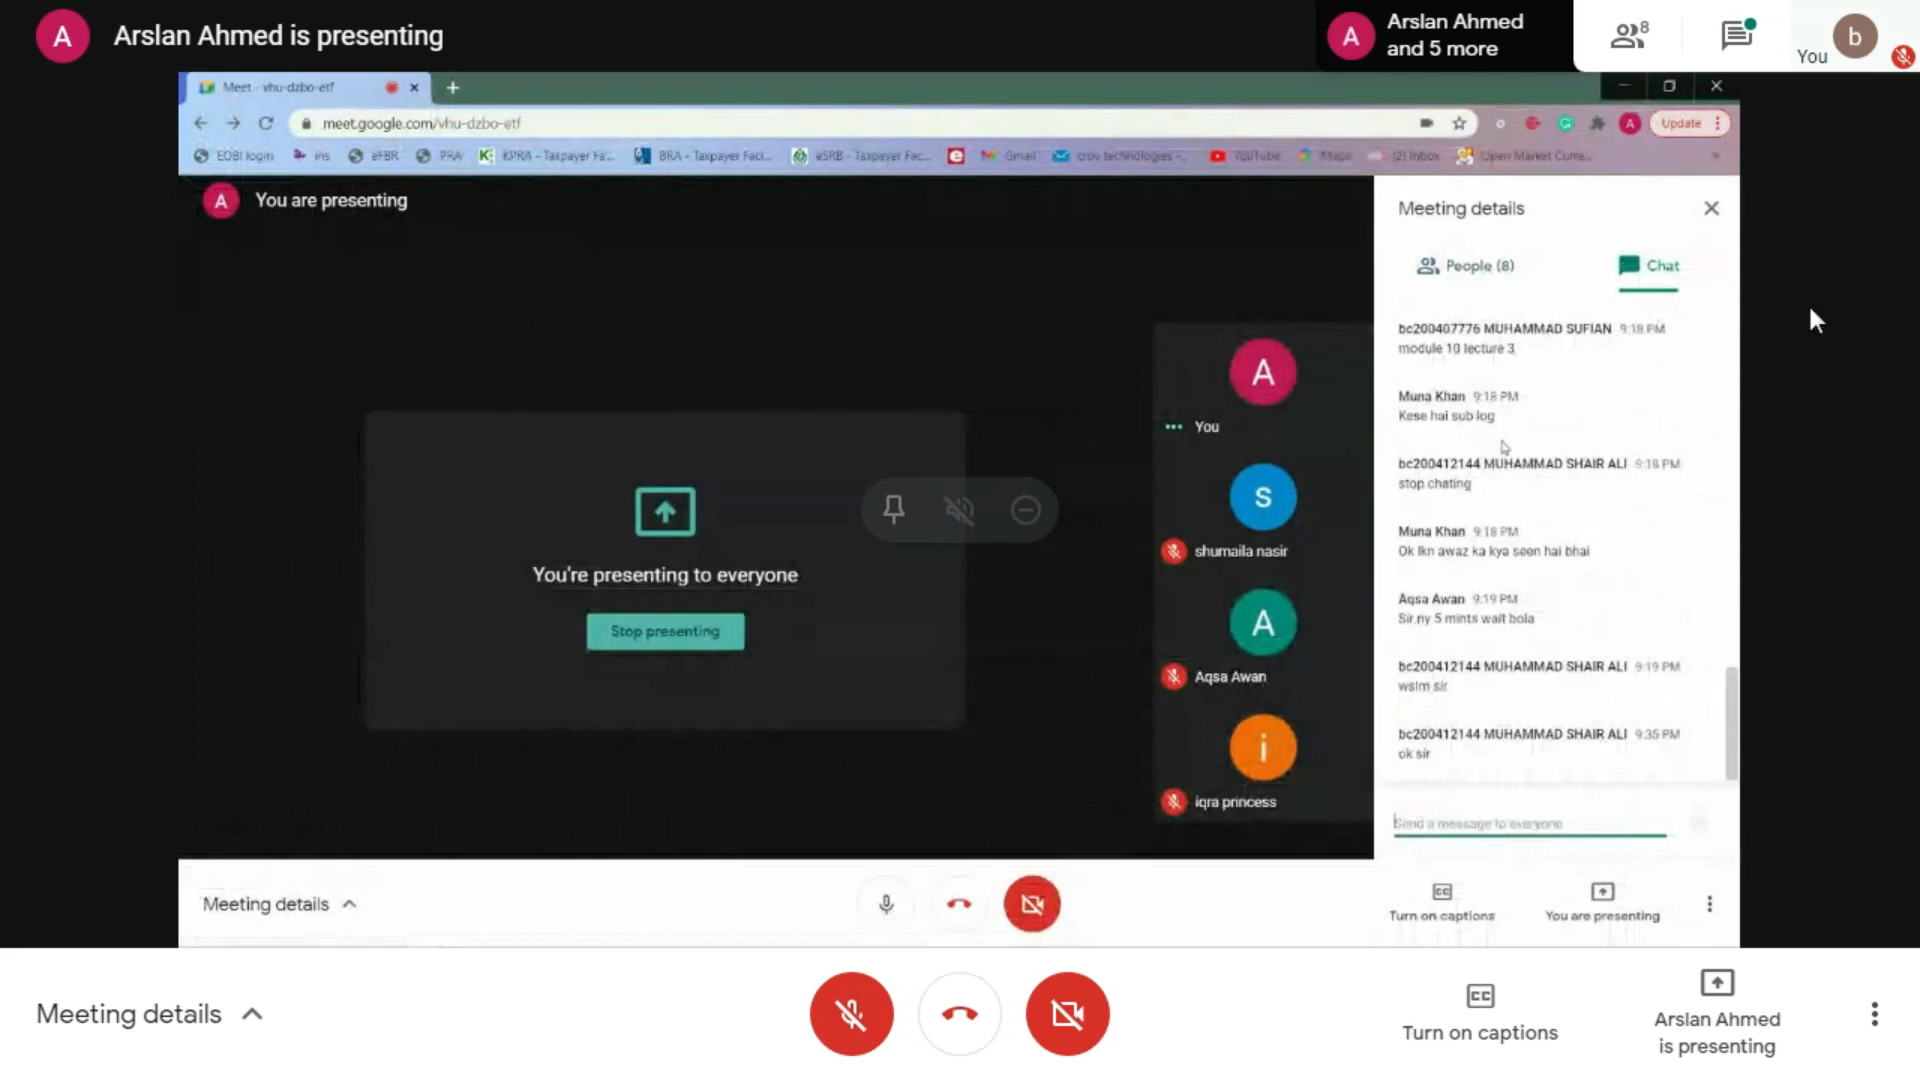 A
Arslan Ahmed is presenting
A
Arslan Ahmed
and 5 more
8
You
b
Meet - vhu-dzbo-etf
meet.google.com/vhu-dzbo-etf
A
Update
EOBI login
ins
eFBR
PRA
KPRA - Taxpayer Fa...
BRA - Taxpayer Faci...
eSRB - Taxpayer Fac...
Gmail
crov technologies -...
YouTube
Maps
(2) Inbox
Open Market Curre...
A
You are presenting
You're presenting to everyone
Stop presenting
A
You
s
shumaila nasir
A
Aqsa Awan
i
iqra princess
Meeting details
People (8)
Chat
bc200407776 MUHAMMAD SUFIAN 9:18 PM
module 10 lecture 3
Muna Khan 9:18 PM
Kese hai sub log
bc200412144 MUHAMMAD SHAIR ALI 9:18 PM
stop chating
Muna Khan 9:18 PM
Ok lkn awaz ka kya seen hai bhai
Aqsa Awan 9:19 PM
Sir.ny 5 mints wait bola
bc200412144 MUHAMMAD SHAIR ALI 9:19 PM
wslm sir
bc200412144 MUHAMMAD SHAIR ALI 9:35 PM
ok sir
Send a message to everyone
Meeting details
Turn on captions
You are presenting
Meeting details
Turn on captions
Arslan Ahmed
is presenting